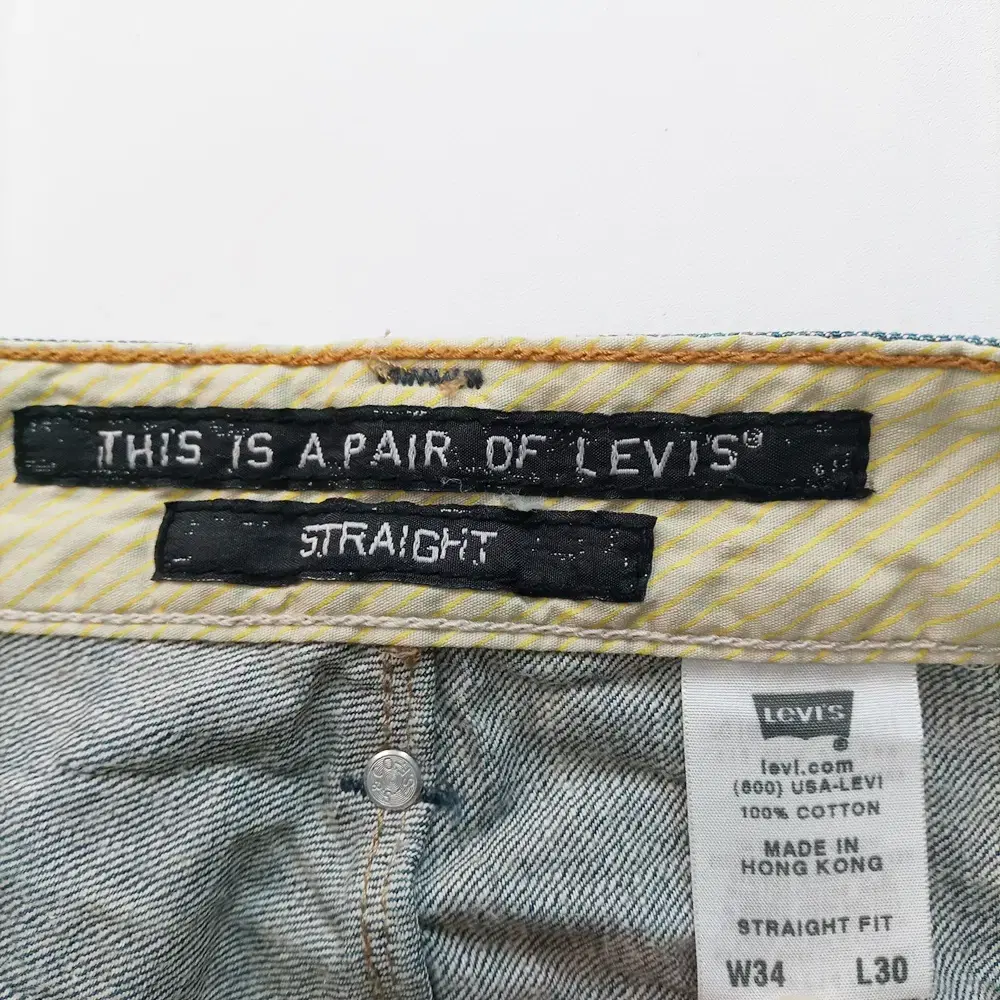 THIS IS A PAIR OF LEVI'S®
STRAIGHT
LEVI'S
®
levi.com
(800) USA-LEVI
100% COTTON
MADE IN
HONG KONG
STRAIGHT FIT
W34 L30